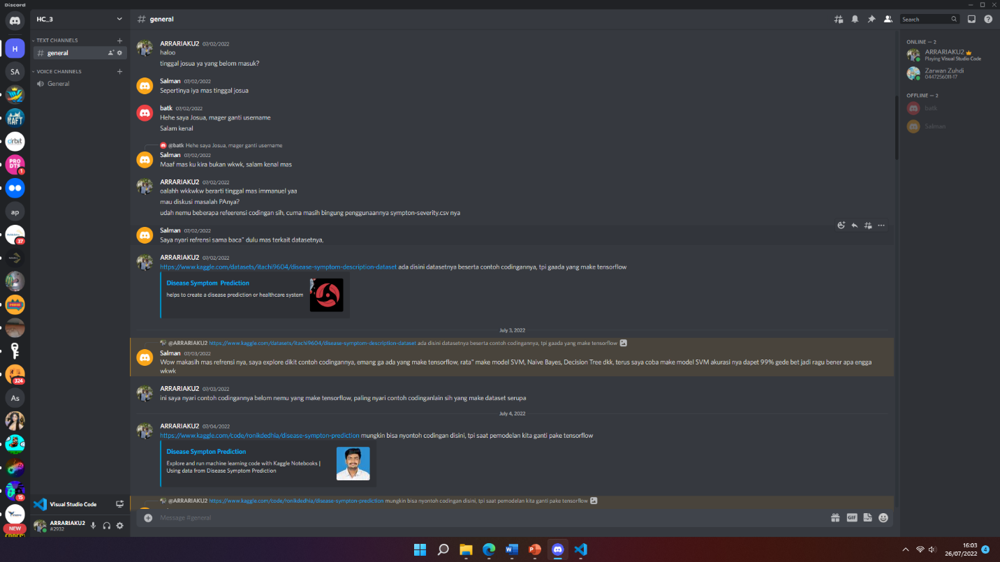 Discord
HC_3
# general
Search
TEXT CHANNELS
# general
VOICE CHANNELS
General
H
SA
RAFT
orbit
PRO
DTS
1
ap
37
324
As
15
NEW
ARRARIAKU2 07/02/2022
haloo
tinggal josua ya yang belom masuk?
Salman 07/02/2022
Sepertinya iya mas tinggal josua
batk 07/02/2022
Hehe saya Josua, mager ganti username
Salam kenal
@batk Hehe saya Josua, mager ganti username
Salman 07/02/2022
Maaf mas ku kira bukan wkwk, salam kenal mas
ARRARIAKU2 07/02/2022
oalahh wkkwkw berarti tinggal mas immanuel yaa
mau diskusi masalah PAnya?
udah nemu beberapa refeerensi codingan sih, cuma masih bingung penggunaannya sympton-severity.csv nya
Salman 07/02/2022
Saya nyari refrensi sama baca" dulu mas terkait datasetnya,
ARRARIAKU2 07/02/2022
https://www.kaggle.com/datasets/itachi9604/disease-symptom-description-dataset ada disini datasetnya beserta contoh codingannya, tpi gaada yang make tensorflow
Disease Symptom Prediction
helps to create a disease prediction or healthcare system
July 3, 2022
@ARRARIAKU2 https://www.kaggle.com/datasets/itachi9604/disease-symptom-description-dataset ada disini datasetnya beserta contoh codingannya, tpi gaada yang make tensorflow
Salman 07/03/2022
Wow makasih mas refrensi nya, saya explore dikit contoh codingannya, emang ga ada yang make tensorflow, rata" make model SVM, Naive Bayes, Decision Tree dkk, terus saya coba make model SVM akurasi nya dapet 99% gede bet jadi ragu bener apa engga
wkwk
ARRARIAKU2 07/03/2022
ini saya nyari contoh codingannya belom nemu yang make tensorflow, paling nyari contoh codinganlain sih yang make dataset serupa
July 4, 2022
ARRARIAKU2 07/04/2022
https://www.kaggle.com/code/ronikdedhia/disease-sympton-prediction mungkin bisa nyontoh codingan disini, tpi saat pemodelan kita ganti pake tensorflow
Disease Sympton Prediction
Explore and run machine learning code with Kaggle Notebooks |
Using data from Disease Symptom Prediction
@ARRARIAKU2 https://www.kaggle.com/code/ronikdedhia/disease-sympton-prediction mungkin bisa nyontoh codingan disini, tpi saat pemodelan kita ganti pake tensorflow
Message #general
GIF
ONLINE — 2
ARRARIAKU2
Playing Visual Studio Code
Zarwan Zuhdi
0447256011-17
OFFLINE — 2
batk
Salman
Visual Studio Code
ARRARIAKU2
#2932
16:03
26/07/2022
4